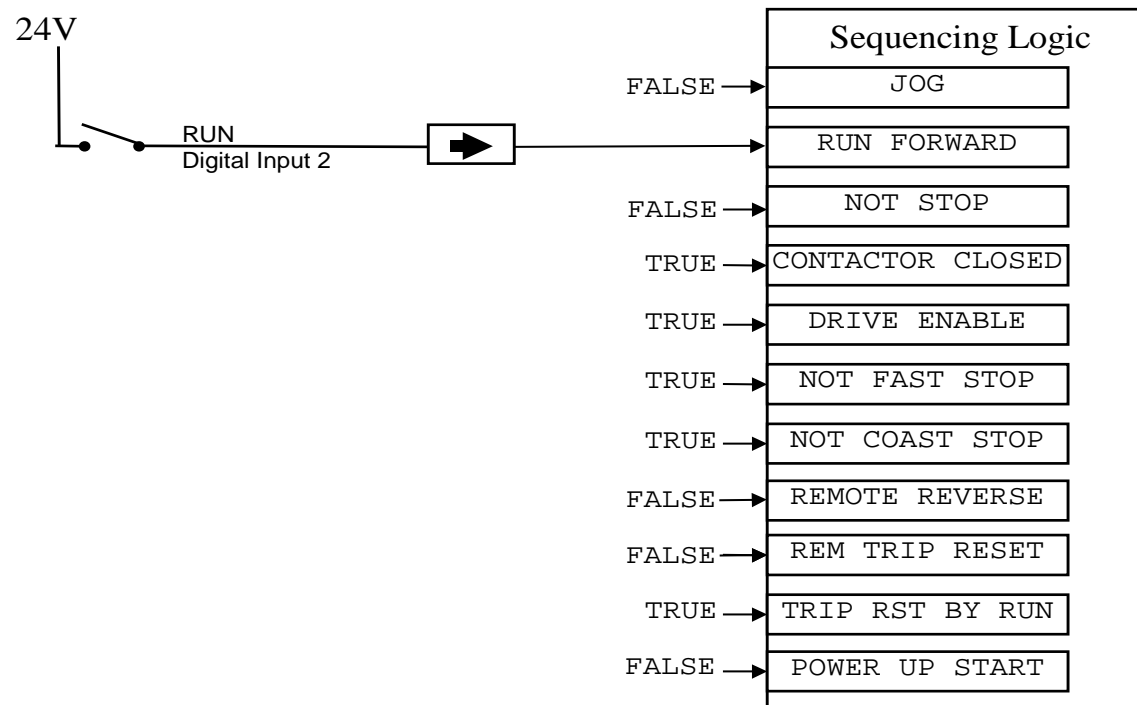 24V
Sequencing Logic
FALSE
JOG
RUN
Digital Input 2
RUN FORWARD
FALSE
NOT STOP
TRUE
CONTACTOR CLOSED
TRUE
DRIVE ENABLE
TRUE
NOT FAST STOP
TRUE
NOT COAST STOP
FALSE
REMOTE REVERSE
FALSE
REM TRIP RESET
TRUE
TRIP RST BY RUN
FALSE
POWER UP START